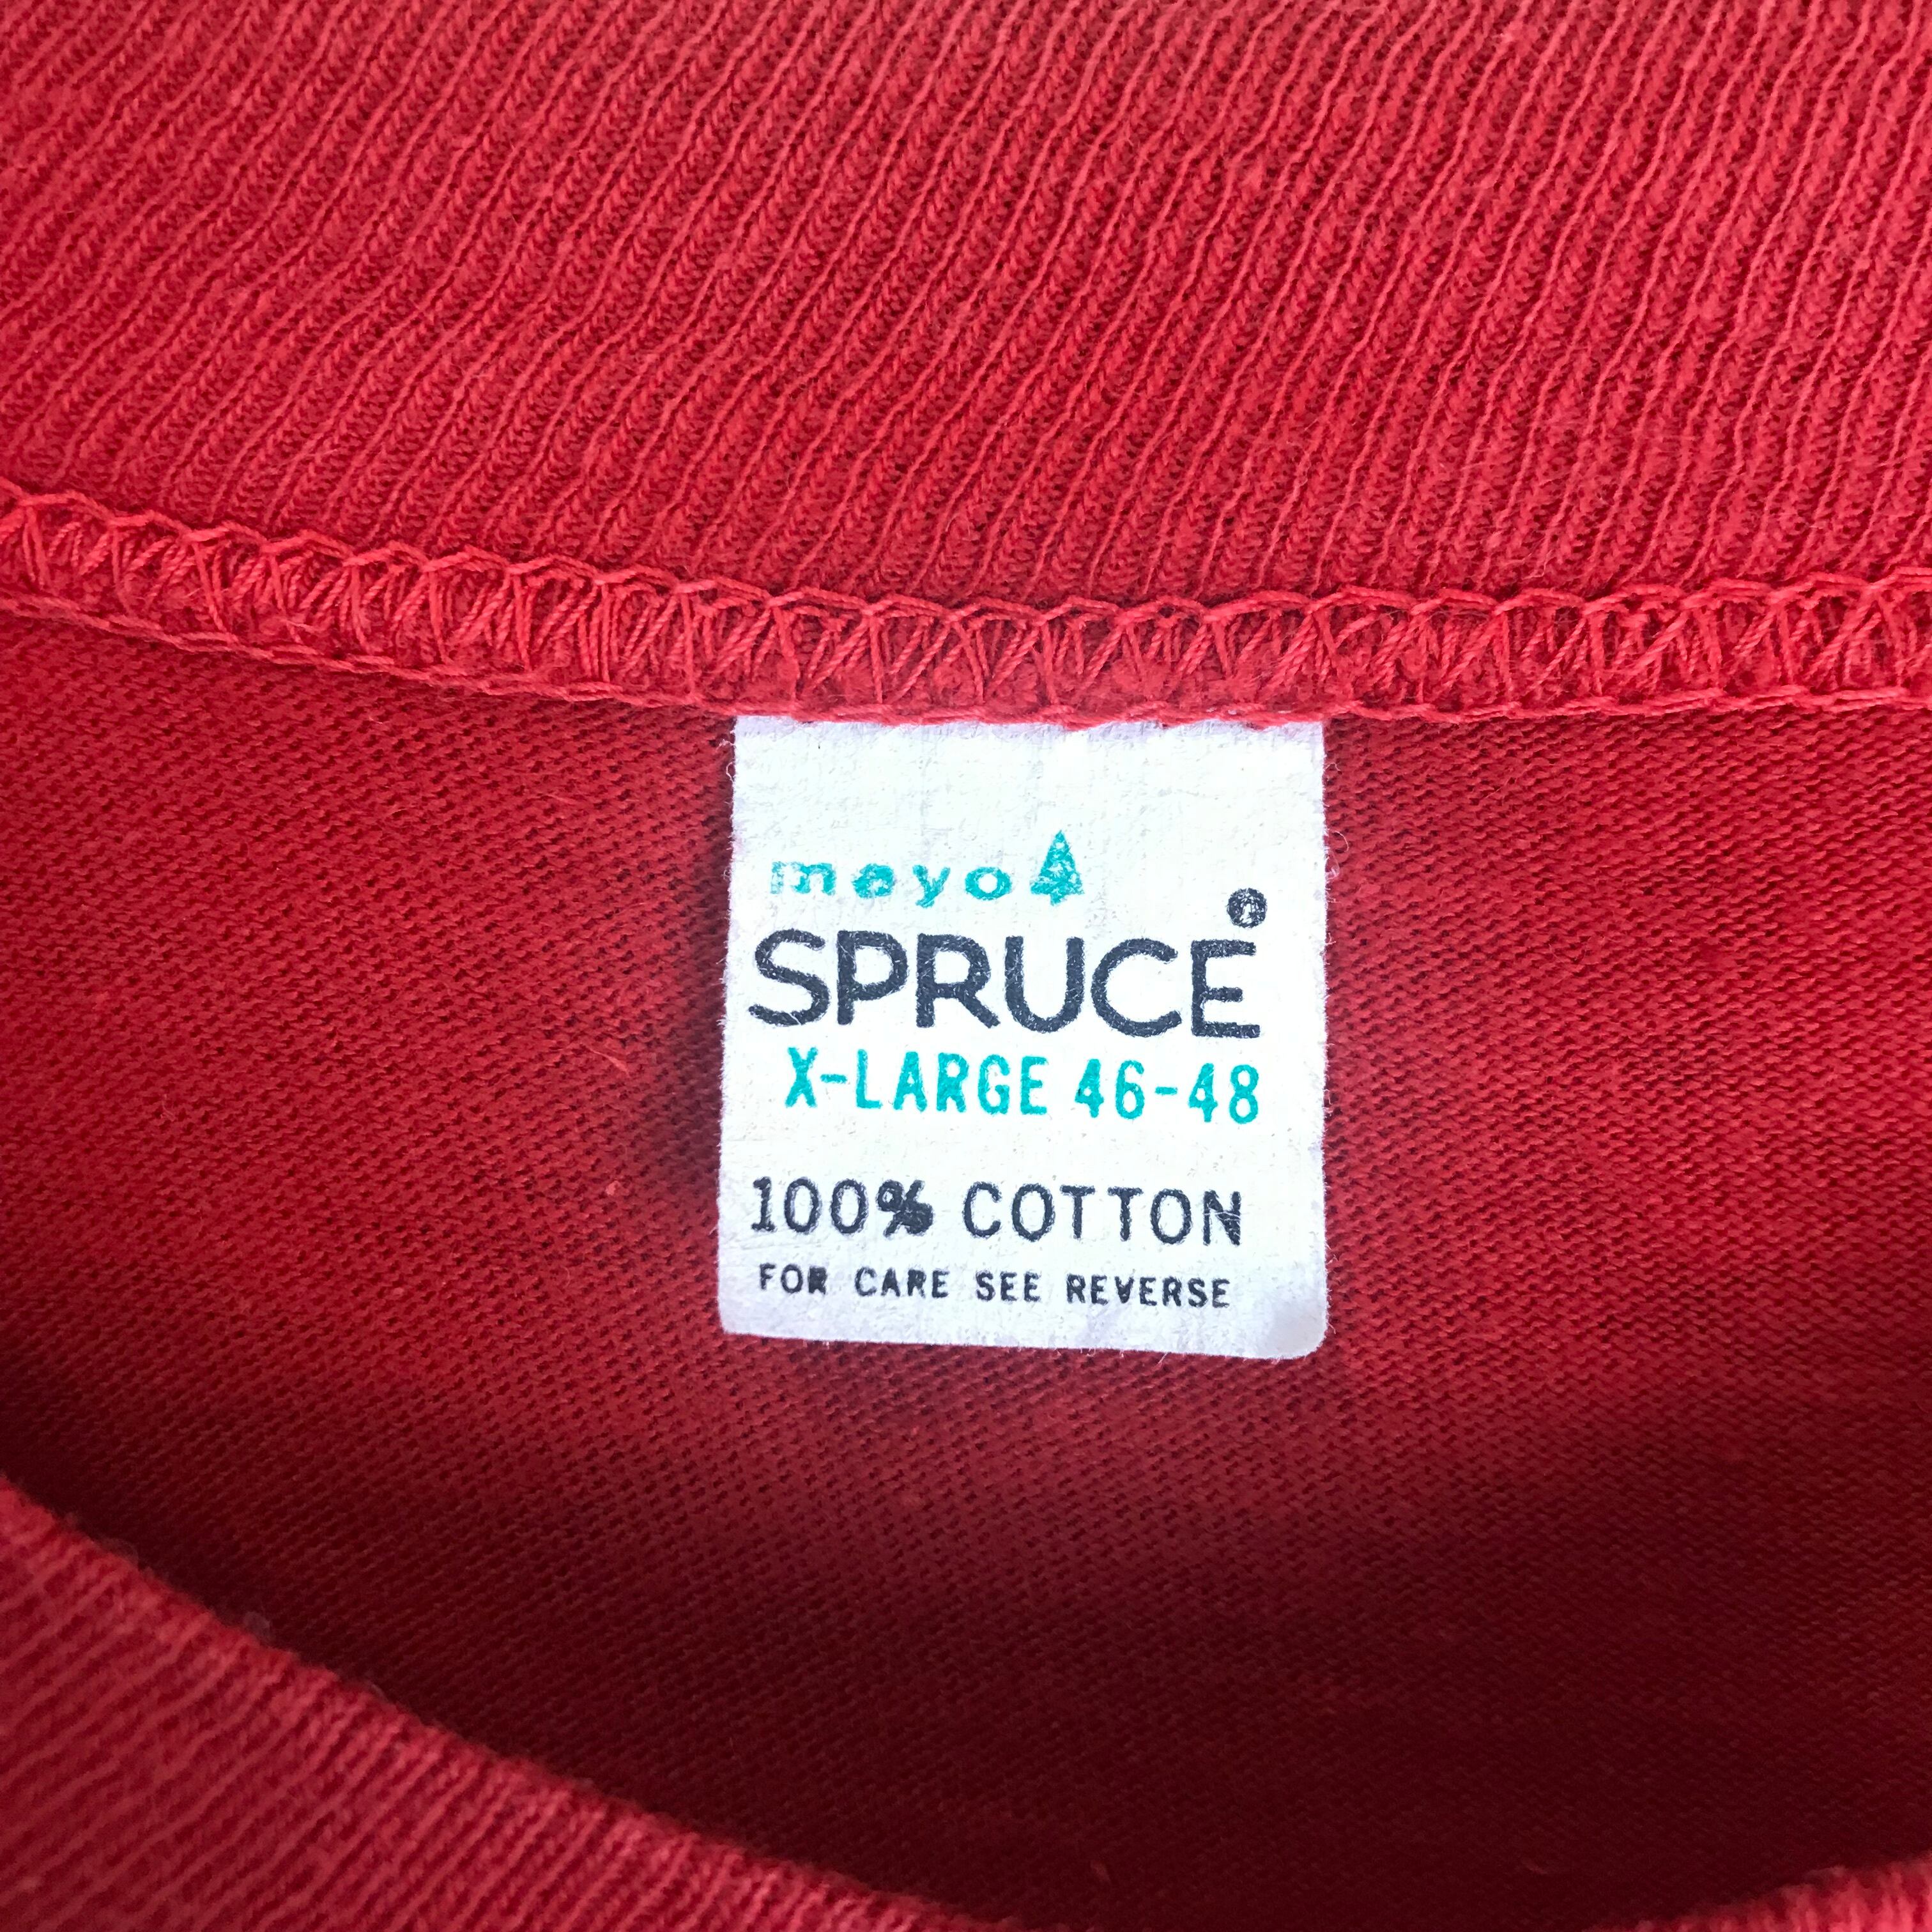 mayo
SPRUCE®
X-LARGE 46-48
100% COTTON
FOR CARE SEE REVERSE